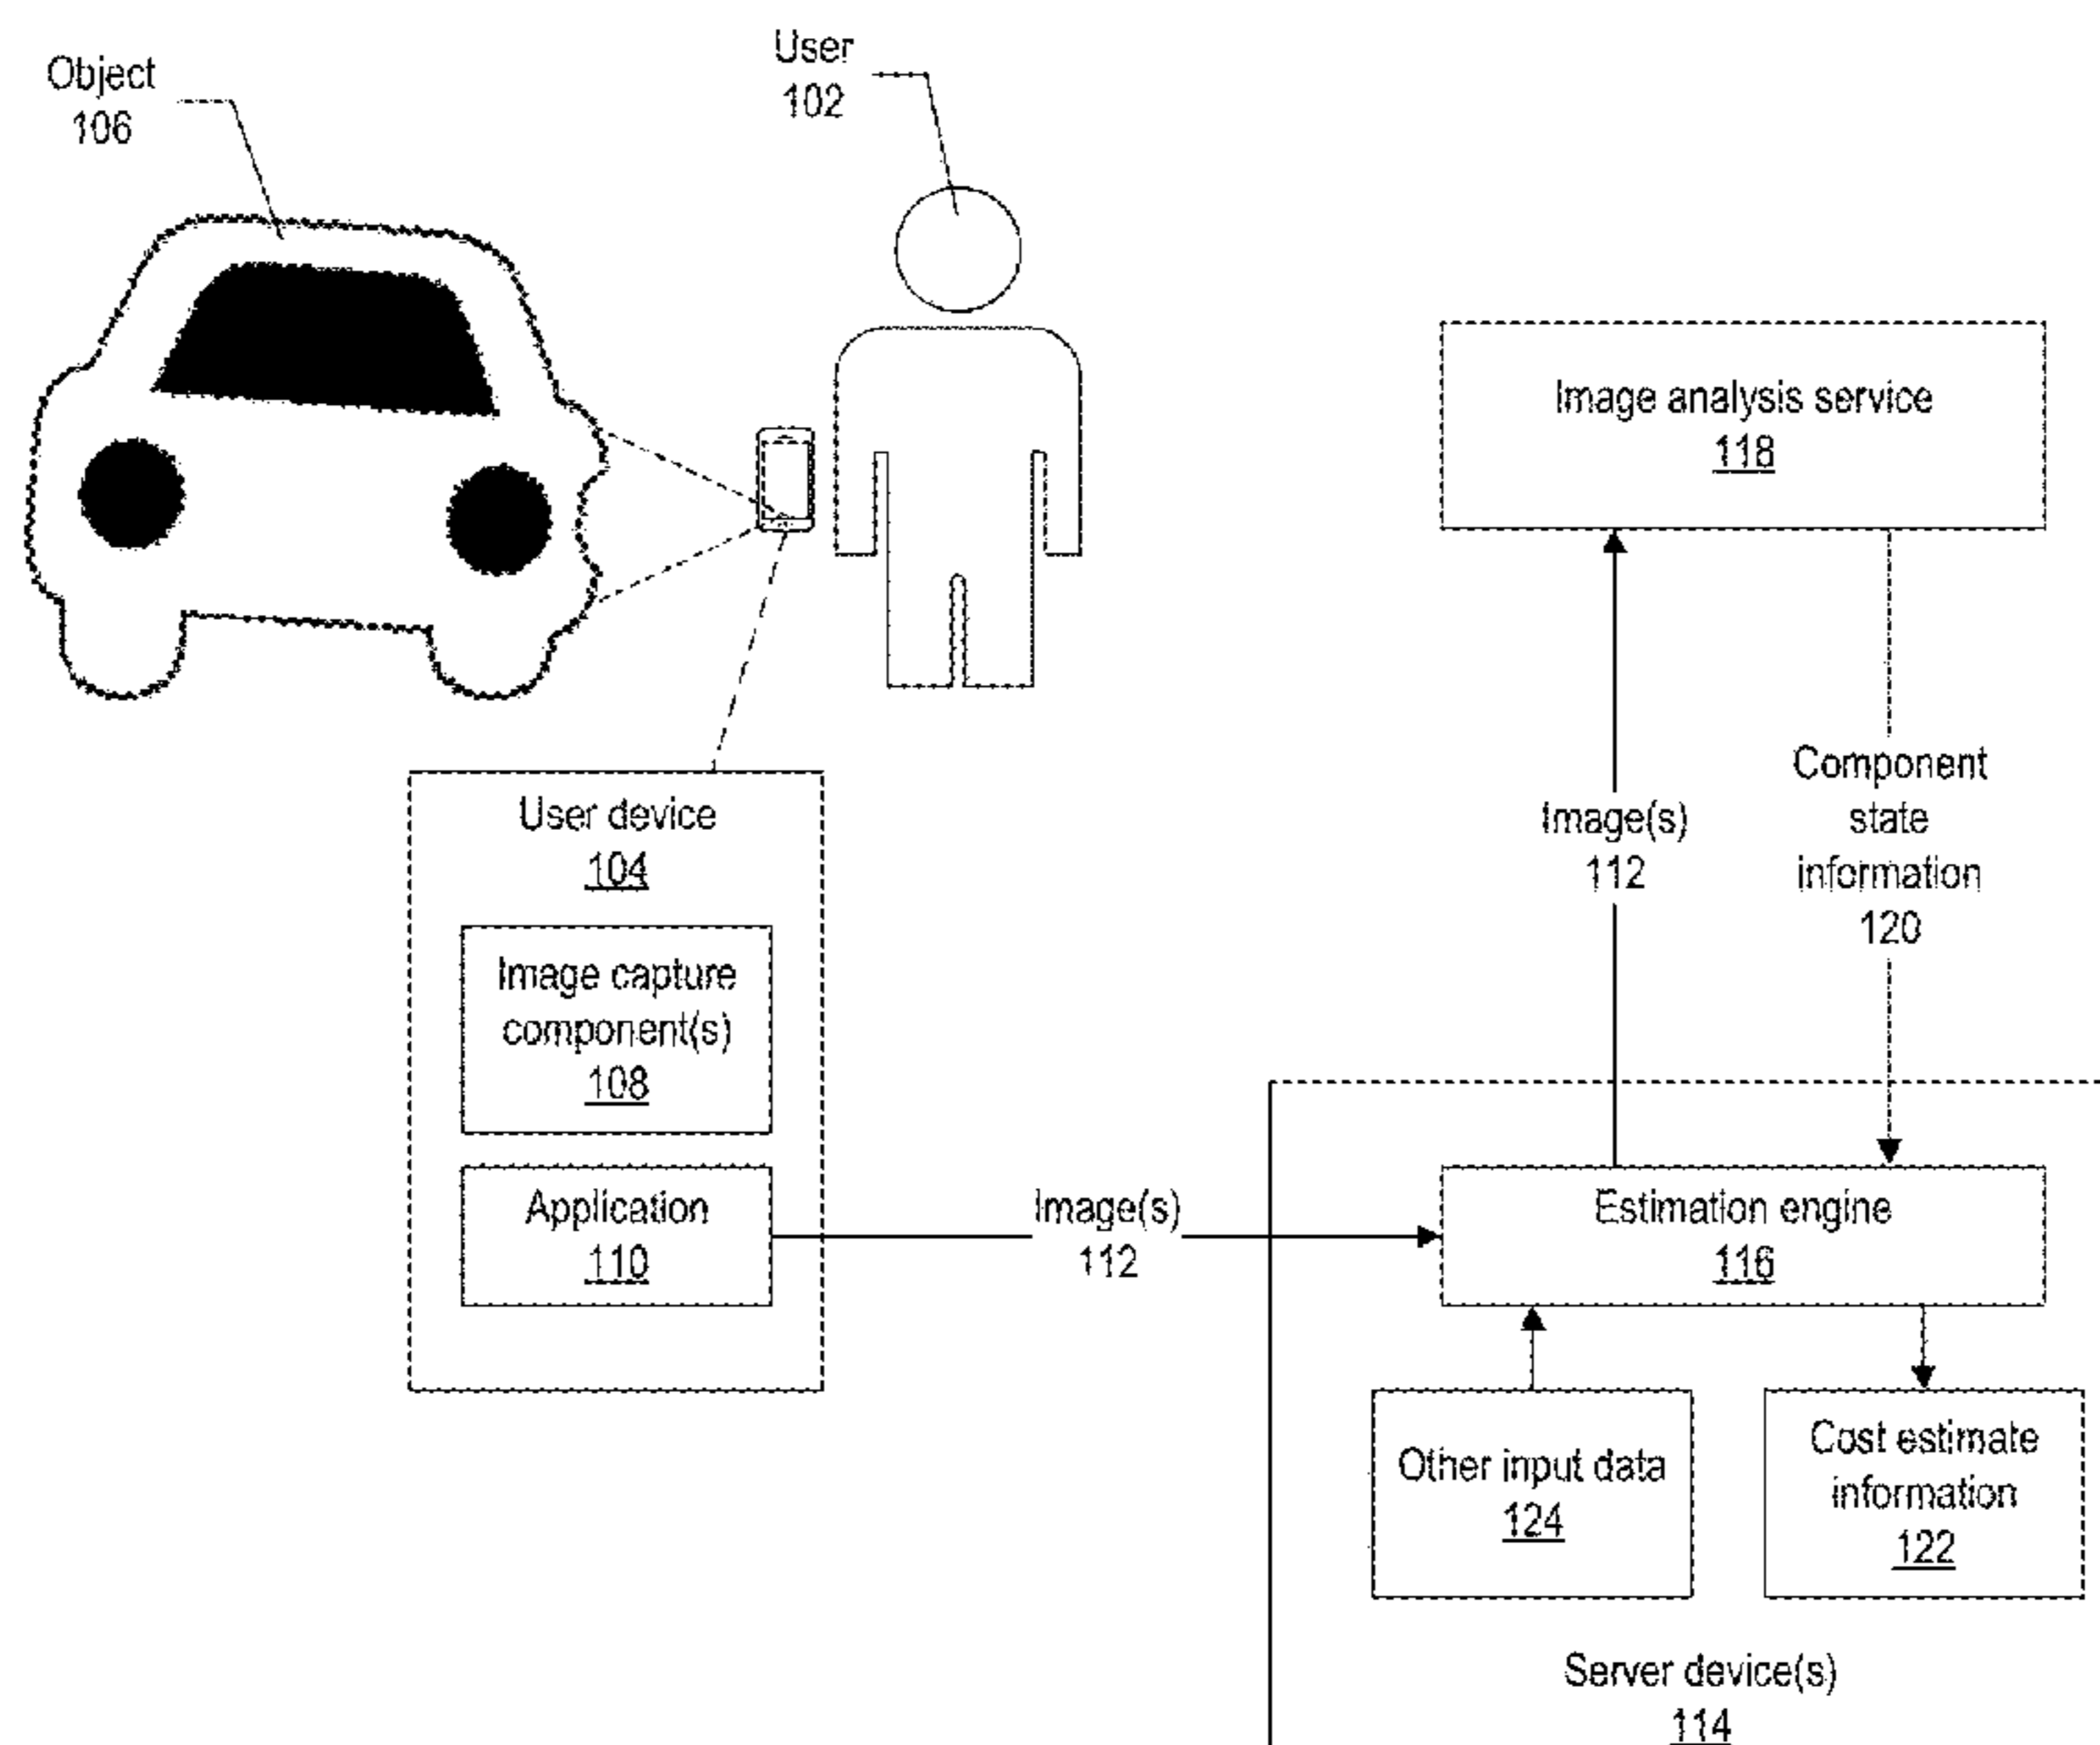 Object
106
User
102
Image analysis service
118
User device
104
Image(s)
112
Component
state
information
120
Image capture
component(s)
108
Application
110
Image(s)
112
Estimation engine
116
Other input data
124
Cost estimate
information
122
Server device(s)
114